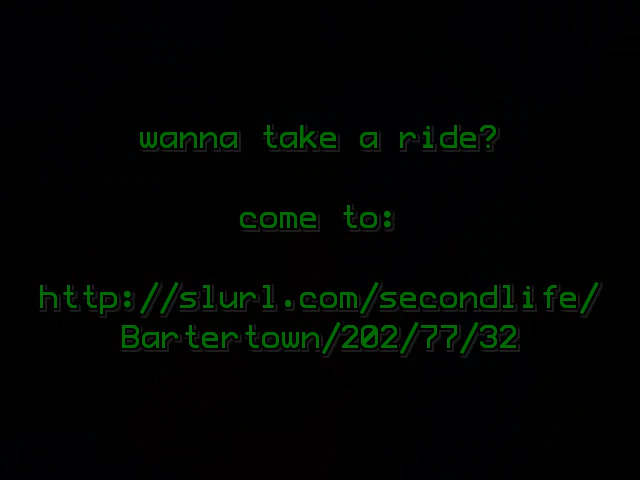 wanna take a ride?
come to:
http://slurl.com/secondlife/
Bartertown/202/77/32